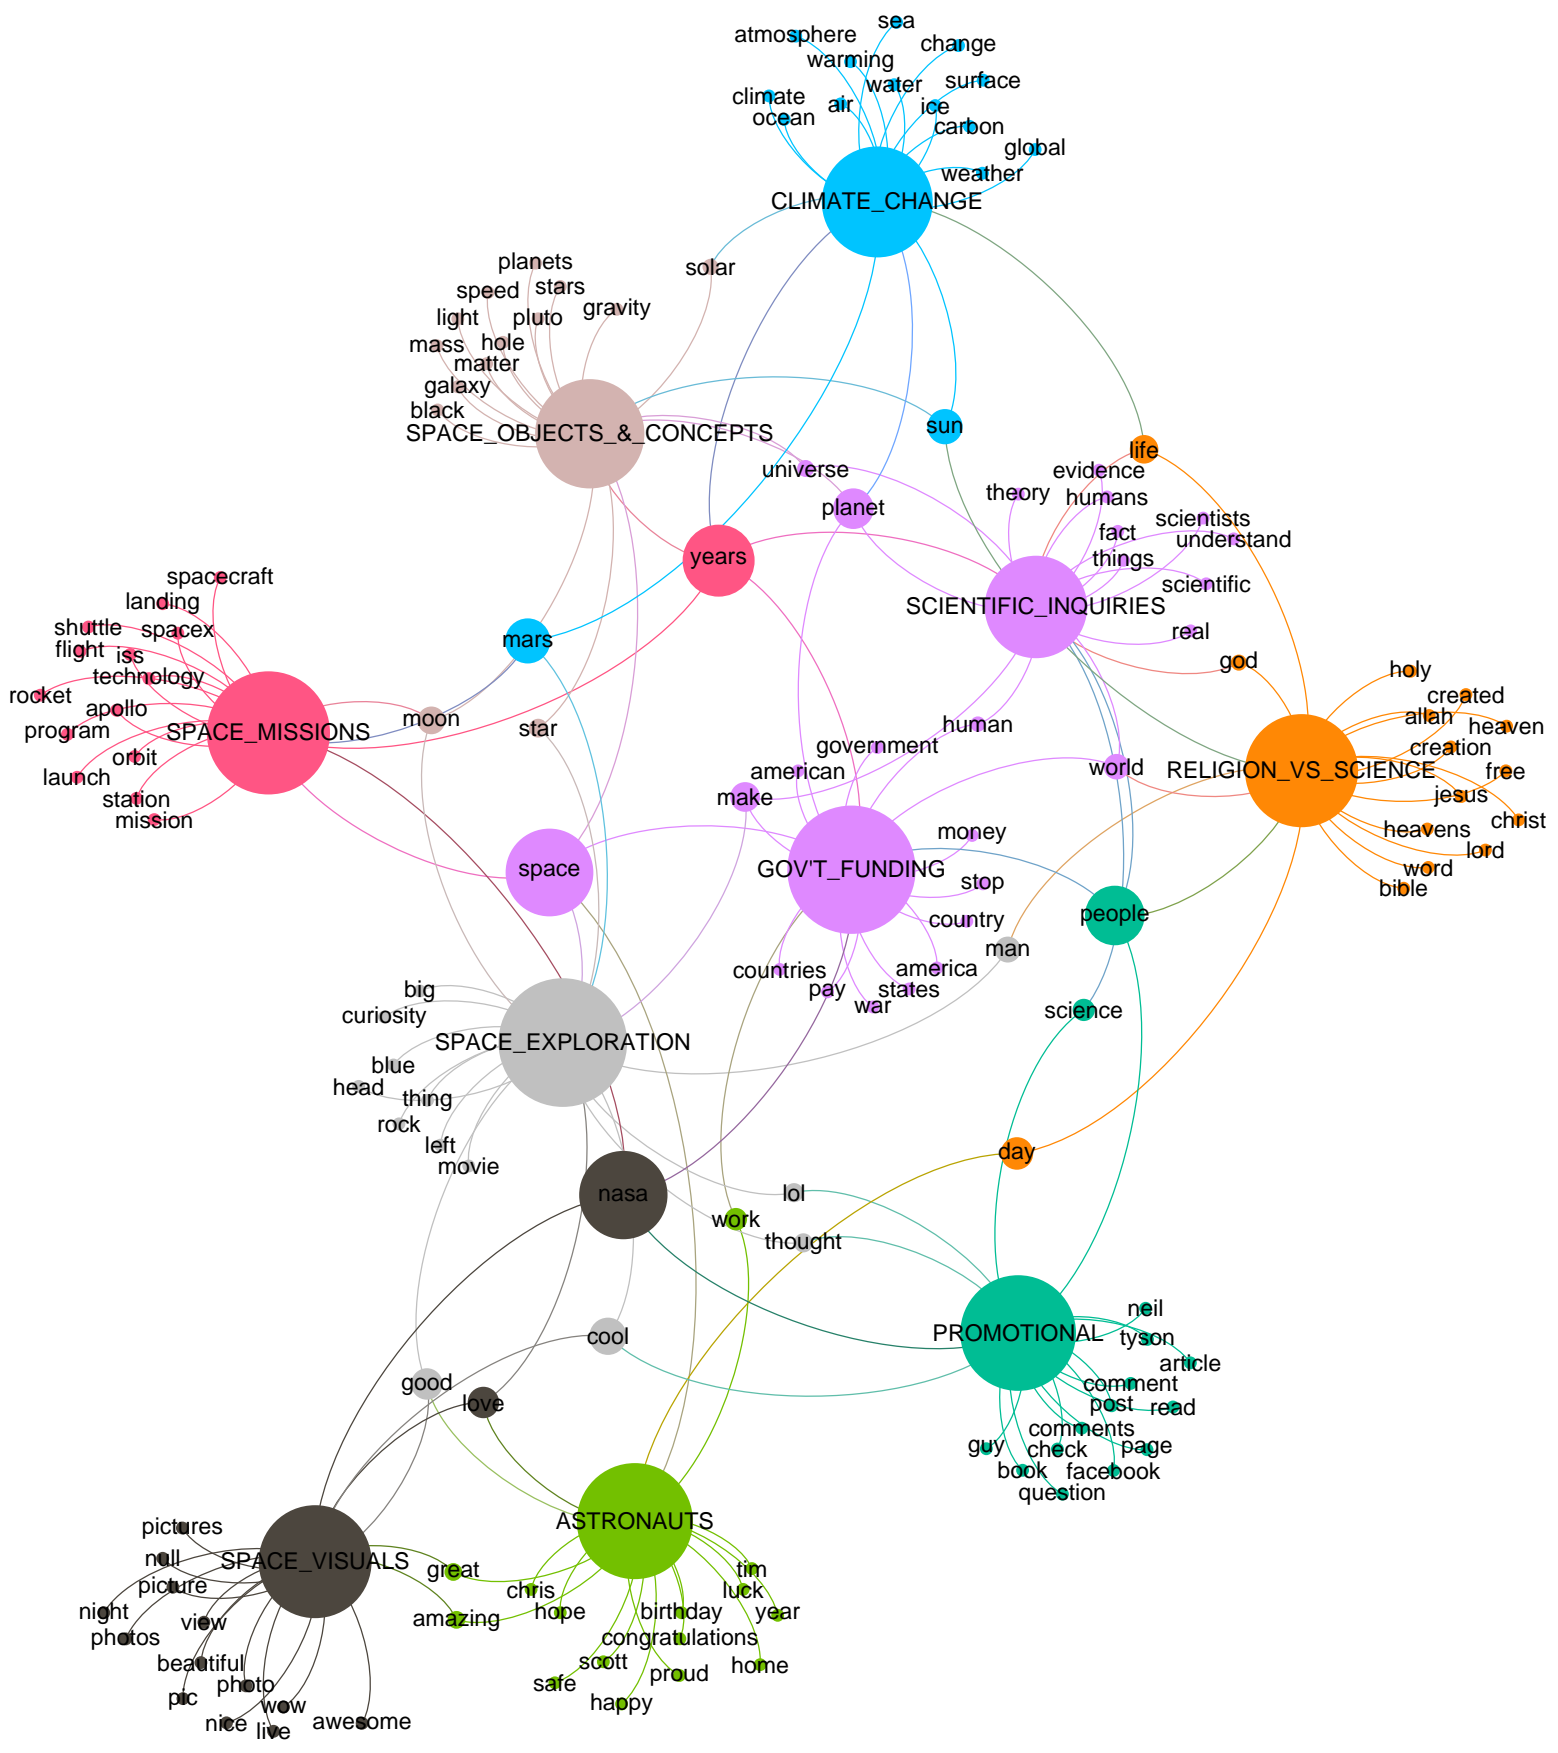 sea
atmosphere
change
warming
water
surface
climate
air
ice
ocean
carbon
global
weather
CLIMATE_CHANGE
planets
solar
speed
stars
gravity
light
pluto
mass
hole
matter
galaxy
black
SPACE_OBJECTS_&_CONCEPTS
sun
life
universe
evidence
theory
humans
planet
scientists
fact
understand
things
years
scientific
spacecraft
landing
SCIENTIFIC_INQUIRIES
shuttle
spacex
real
flight
iss
mars
technology
god
holy
rocket
created
apollo
moon
allah
heaven
program
SPACE_MISSIONS
star
human
government
creation
orbit
american
world
RELIGION_VS_SCIENCE
free
launch
make
jesus
station
mission
christ
money
heavens
lord
space
GOV'T_FUNDING
stop
word
bible
country
people
man
countries
america
big
pay
states
war
curiosity
science
SPACE_EXPLORATION
blue
head
thing
rock
left
movie
day
nasa
lol
work
thought
neil
cool
PROMOTIONAL
tyson
article
good
comment
love
post
read
comments
guy
check
page
book
facebook
question
ASTRONAUTS
pictures
null
SPACE_VISUALS
great
tim
picture
chris
luck
night
view
amazing
hope
birthday
year
photos
congratulations
beautiful
scott
proud
home
pic
photo
safe
wow
happy
nice
live
awesome